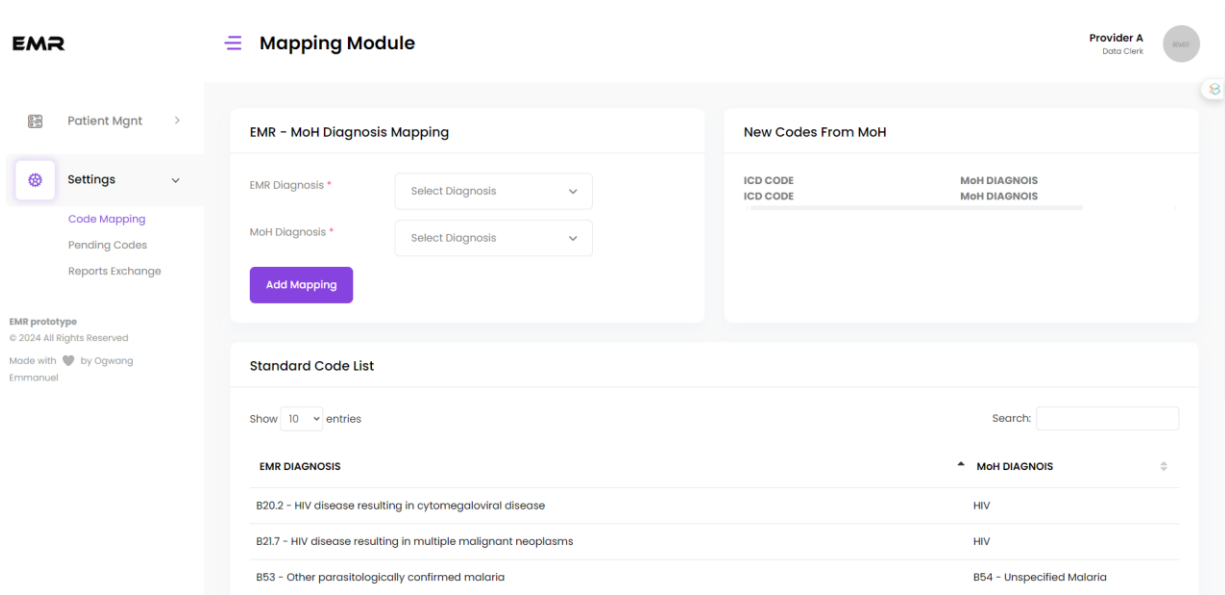 EMR
Mapping Module
Provider A
Data Clerk
EMR
Patient Mgnt
Settings
Code Mapping
Pending Codes
Reports Exchange
EMR prototype
© 2024 All Rights Reserved
Made with by Ogwang
Emmanuel
EMR - MoH Diagnosis Mapping
EMR Diagnosis *
Select Diagnosis
MoH Diagnosis *
Select Diagnosis
Add Mapping
New Codes From MoH
ICD CODE MoH DIAGNOIS
ICD CODE MoH DIAGNOIS
Standard Code List
Show 10 entries
Search:
EMR DIAGNOSIS MoH DIAGNOIS
B20.2 - HIV disease resulting in cytomegaloviral disease HIV
B21.7 - HIV disease resulting in multiple malignant neoplasms HIV
B53 - Other parasitologically confirmed malaria B54 - Unspecified Malaria